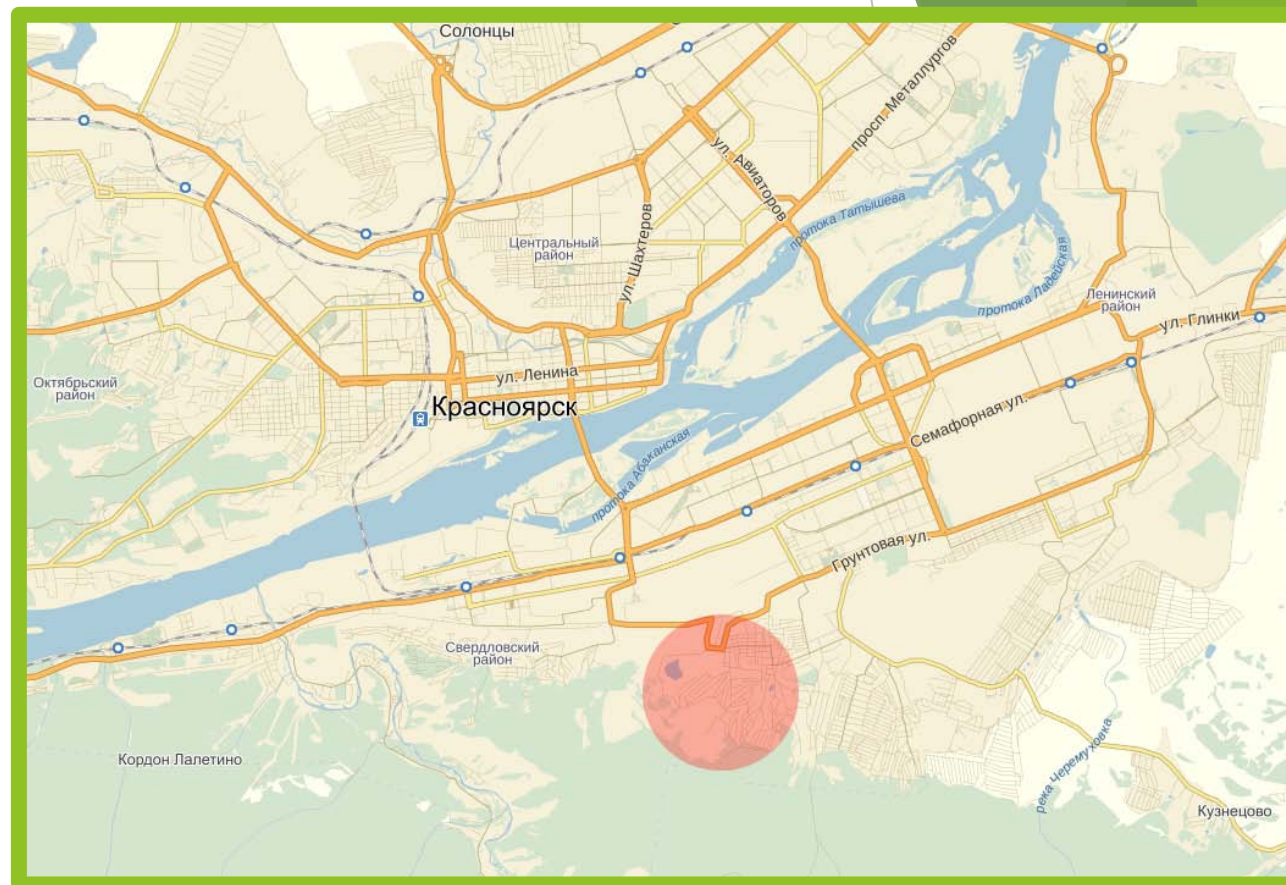 Солонцы
просп. Металлургов
ул. Авиаторов
протока Татышева
Центральный
район
ул. Шахтеров
протока Ладейская
Ленинский
район
ул. Глинки
ул. Ленина
Октябрьский
район
Красноярск
Семафорная ул.
протока Абаканская
Грунтовая ул.
Свердловский
район
Кордон Лалетино
река Черемуховка
Кузнецово